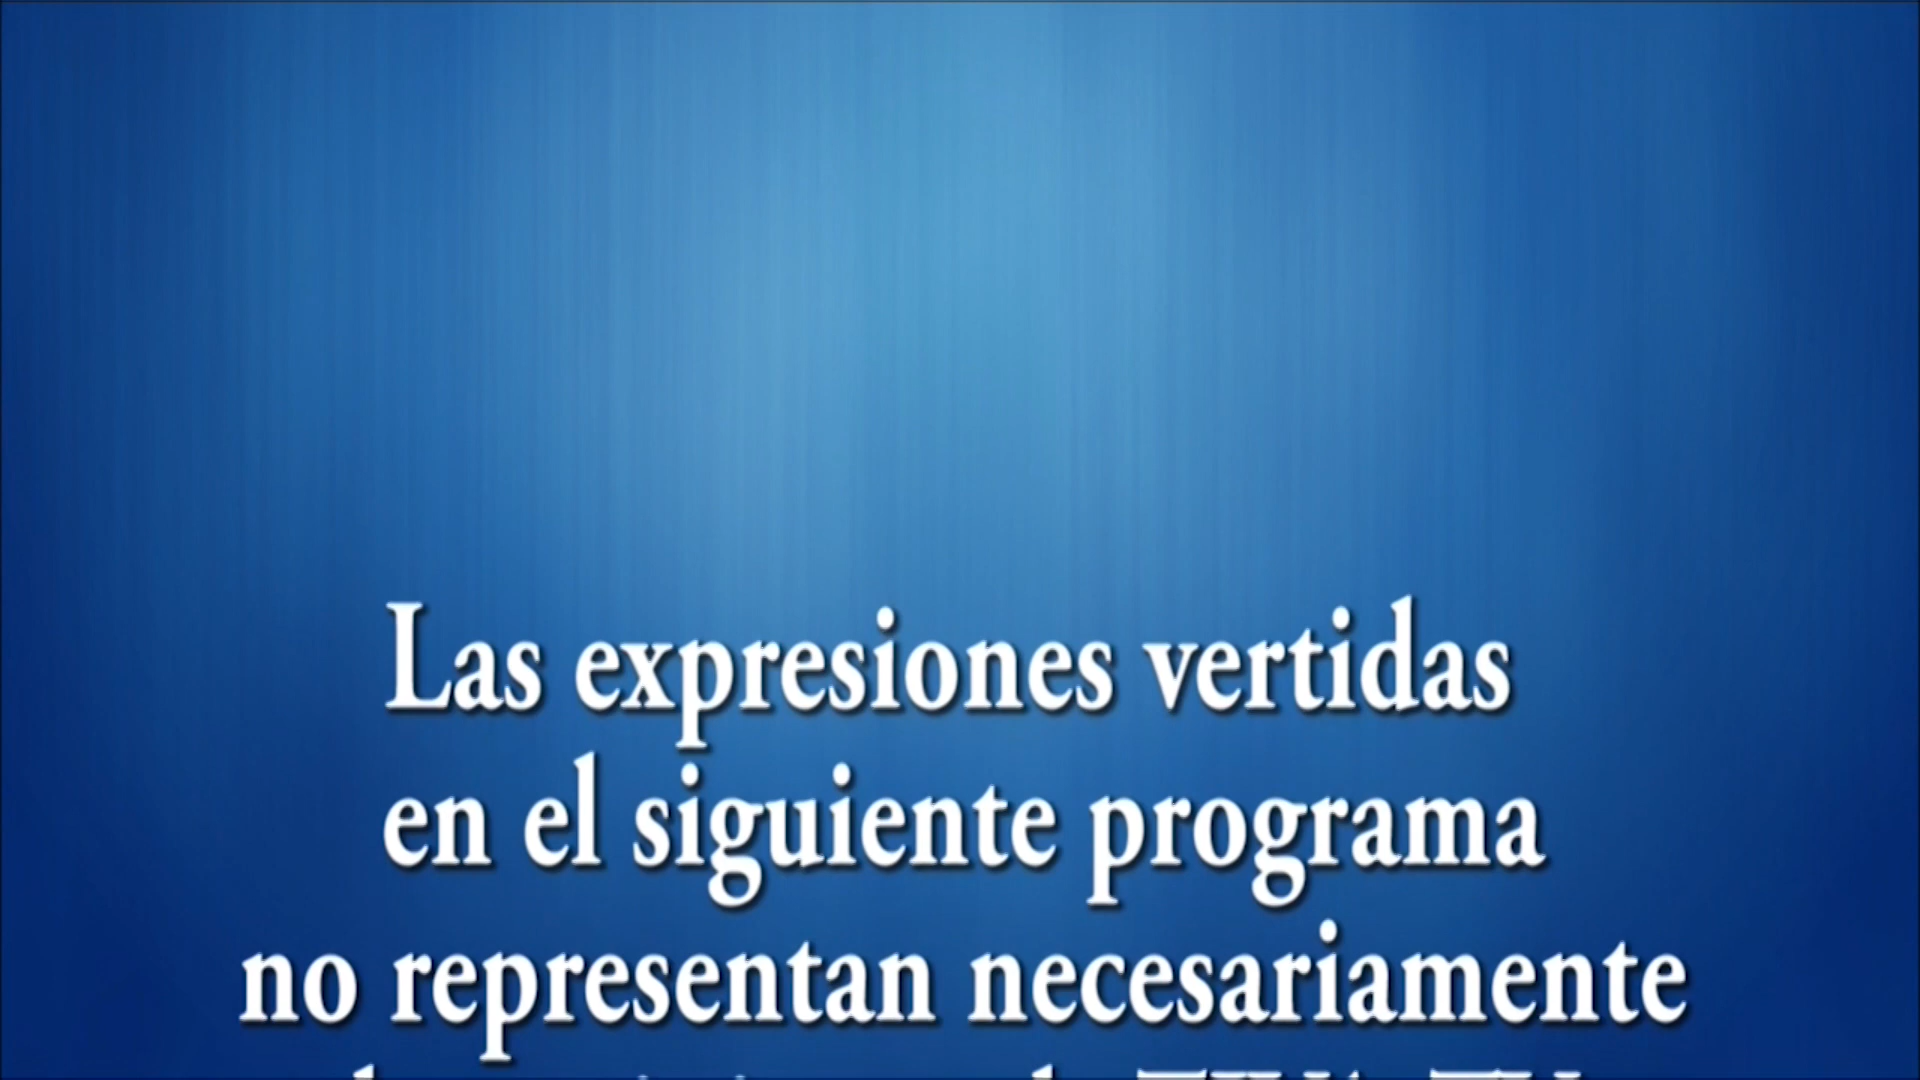 Las expresiones vertidas
en el siguiente programa
no representan necesariamente